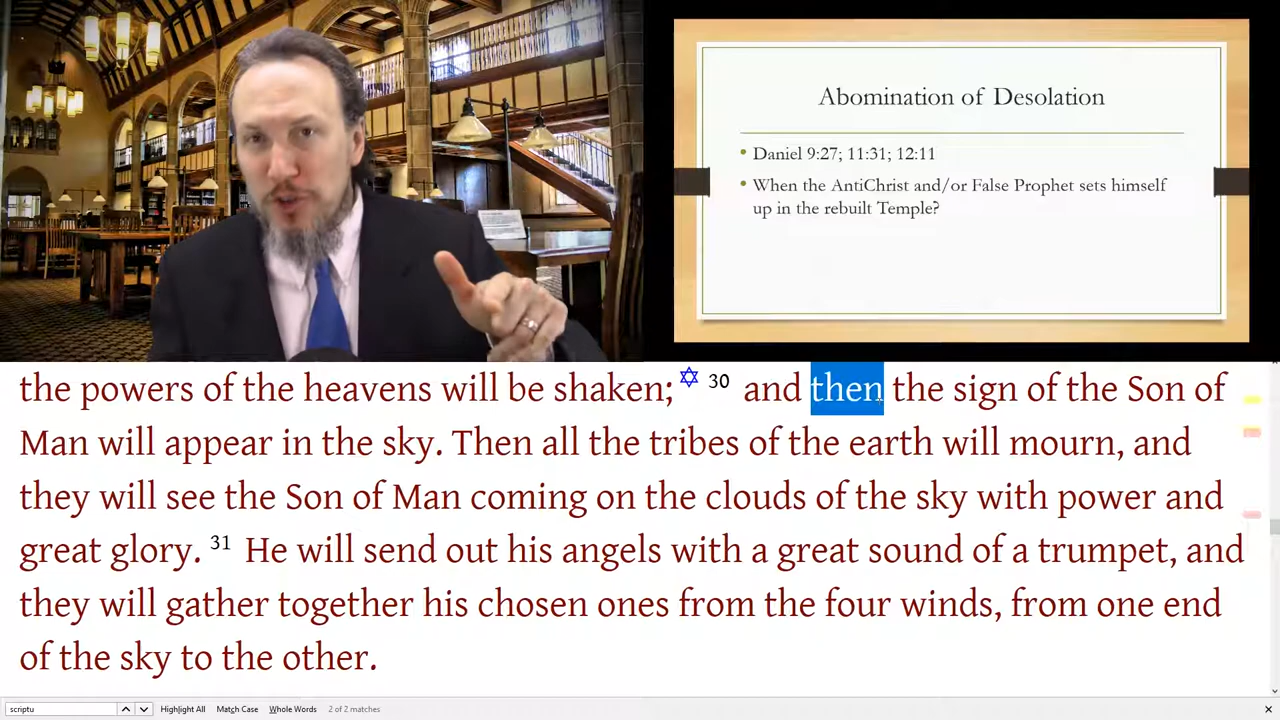 Abomination of Desolation
• Daniel 9:27; 11:31; 12:11
• When the AntiChrist and/or False Prophet sets himself
up in the rebuilt Temple?
the powers of the heavens will be shaken;✡ 30 and then the sign of the Son of
Man will appear in the sky. Then all the tribes of the earth will mourn, and
they will see the Son of Man coming on the clouds of the sky with power and
great glory. 31 He will send out his angels with a great sound of a trumpet, and
they will gather together his chosen ones from the four winds, from one end
of the sky to the other.
scriptu Highlight All Match Case Whole Words 2 of 2 matches